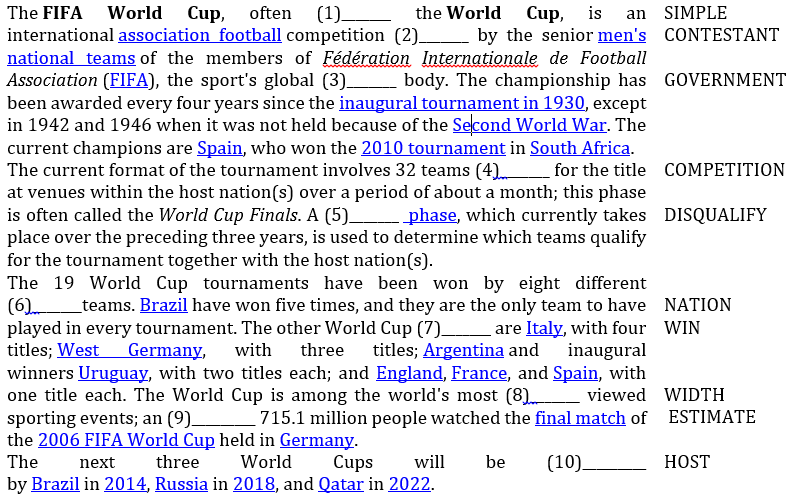 The FIFA World Cup, often (1)_______ the World Cup, is an SIMPLE
international association football competition (2)_______ by the senior men's CONTESTANT
national teams of the members of Fédération Internationale de Football
Association (FIFA), the sport's global (3)_______ body. The championship has GOVERNMENT
been awarded every four years since the inaugural tournament in 1930, except
in 1942 and 1946 when it was not held because of the Second World War. The
current champions are Spain, who won the 2010 tournament in South Africa.
The current format of the tournament involves 32 teams (4)_______ for the title COMPETITION
at venues within the host nation(s) over a period of about a month; this phase
is often called the World Cup Finals. A (5)_______ phase, which currently takes DISQUALIFY
place over the preceding three years, is used to determine which teams qualify
for the tournament together with the host nation(s).
The 19 World Cup tournaments have been won by eight different
(6)_______teams. Brazil have won five times, and they are the only team to have NATION
played in every tournament. The other World Cup (7)_______ are Italy, with four WIN
titles; West Germany, with three titles; Argentina and inaugural
winners Uruguay, with two titles each; and England, France, and Spain, with
one title each. The World Cup is among the world's most (8)_______ viewed WIDTH
sporting events; an (9)_________ 715.1 million people watched the final match of ESTIMATE
the 2006 FIFA World Cup held in Germany.
The next three World Cups will be (10)_________ HOST
by Brazil in 2014, Russia in 2018, and Qatar in 2022.